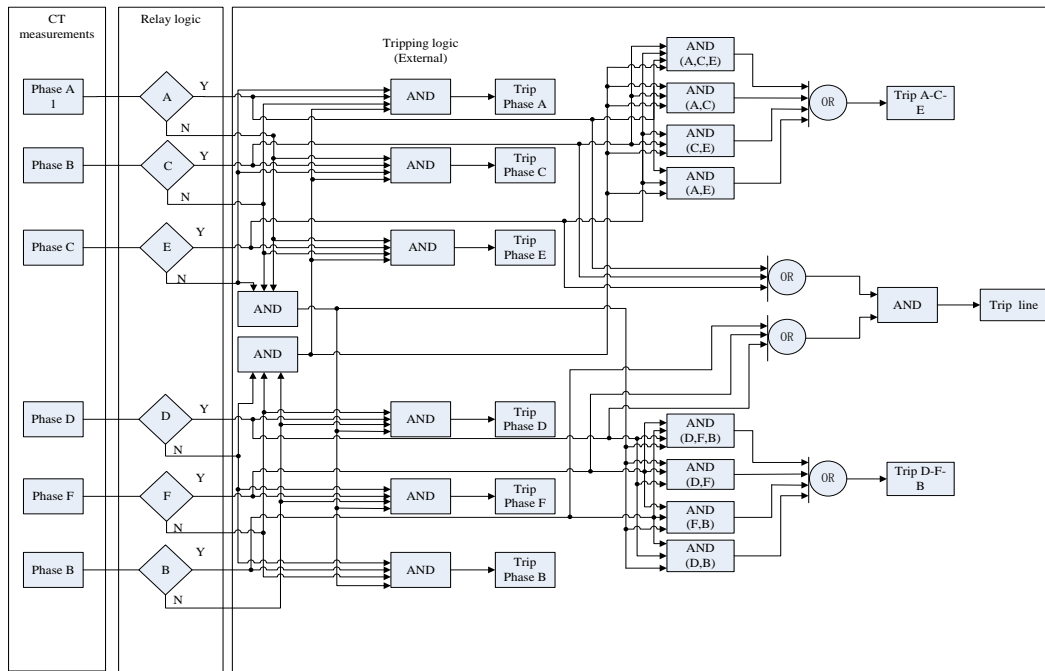 CT
measurements
Relay logic
Tripping logic
(External)
Phase A
1
A
Y
N
AND
Trip
Phase A
AND
(A,C,E)
AND
(A,C)
AND
(C,E)
AND
(A,E)
OR
Trip A-C-
E
Phase B
C
Y
N
AND
Trip
Phase C
Phase C
E
Y
N
AND
Trip
Phase E
AND
AND
OR
OR
AND
Trip line
Phase D
D
Y
N
AND
Trip
Phase D
Phase F
F
Y
N
AND
Trip
Phase F
Phase B
B
Y
N
AND
Trip
Phase B
AND
(D,F,B)
AND
(D,F)
AND
(F,B)
AND
(D,B)
OR
Trip D-F-
B